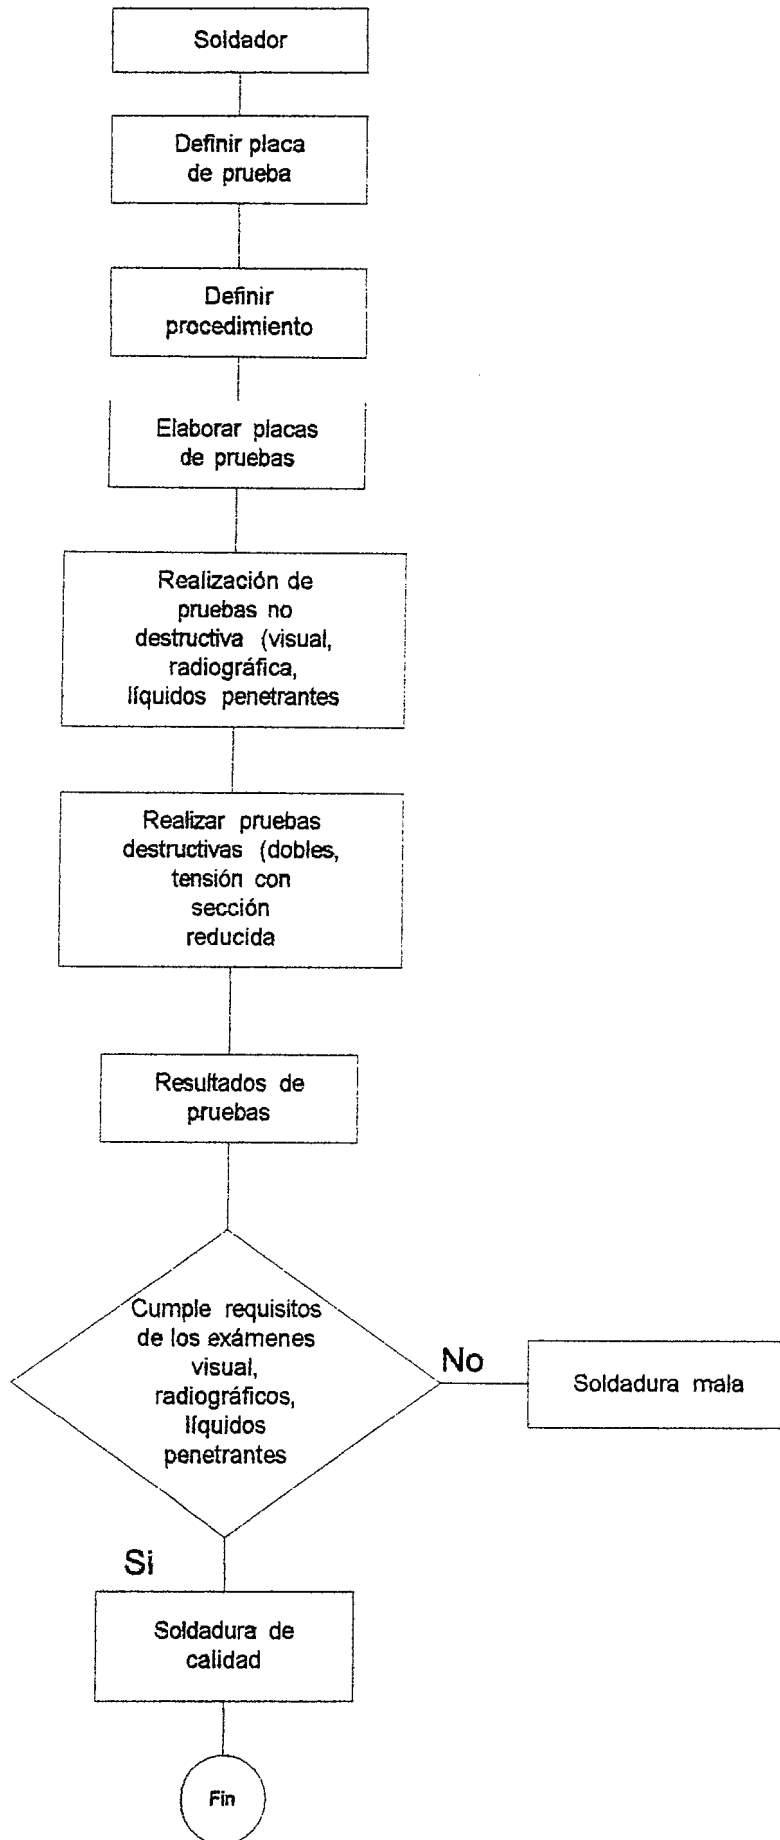 Soldador
Definir placa
de prueba
Definir
procedimiento
Elaborar placas
de pruebas
Realización de
pruebas no
destructiva (visual,
radiográfica,
líquidos penetrantes
Realizar pruebas
destructivas (dobles,
tensión con
sección
reducida
Resultados de
pruebas
Cumple requisitos
de los exámenes
visual,
radiográficos,
líquidos
penetrantes
No
Soldadura mala
Si
Soldadura de
calidad
Fin